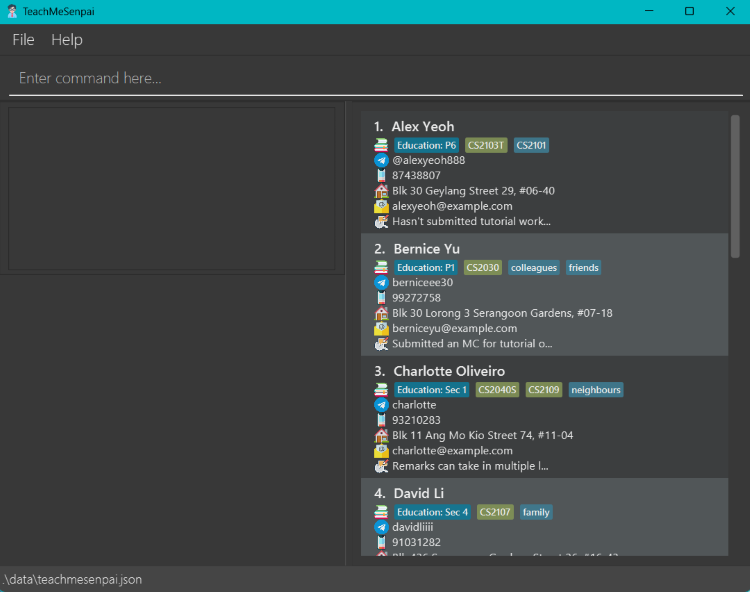 TeachMeSenpai
File Help
Enter command here...
1. Alex Yeoh
Education: P6 CS2103T CS2101
@alexyeoh888
87438807
Blk 30 Geylang Street 29, #06-40
alexyeoh@example.com
Hasn't submitted tutorial work...
2. Bernice Yu
Education: P1 CS2030 colleagues friends
berniceee30
99272758
Blk 30 Lorong 3 Serangoon Gardens, #07-18
berniceyu@example.com
Submitted an MC for tutorial o...
3. Charlotte Oliveiro
Education: Sec 1 CS2040S CS2109 neighbours
charlotte
93210283
Blk 11 Ang Mo Kio Street 74, #11-04
charlotte@example.com
Remarks can take in multiple l...
4. David Li
Education: Sec 4 CS2107 family
davidliiii
91031282
.\data\teachmesenpai.json